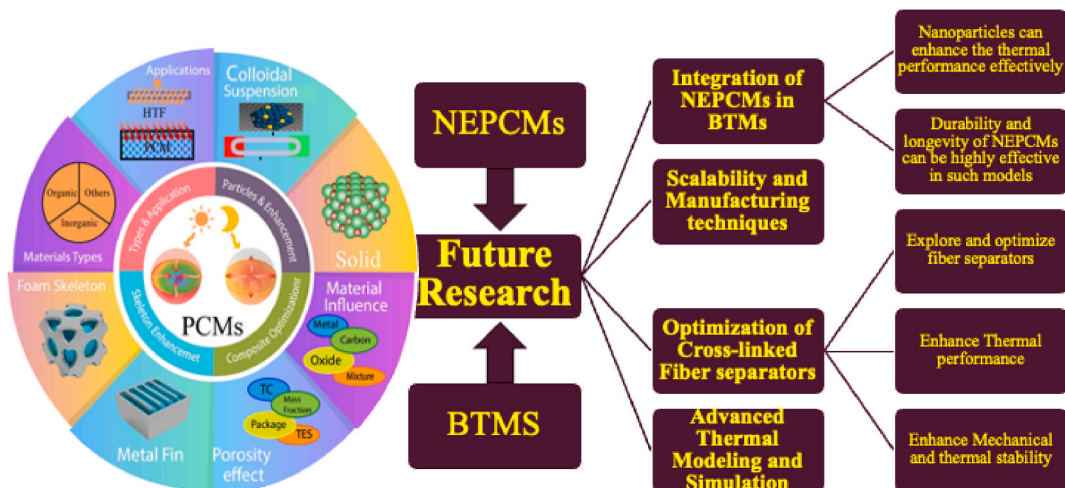 Applications
HTF
PCM
Colloidal
Suspension
Organic
Others
Inorganic
Materials Types
Types & Application
Particles & Enhancement
Solid
Foam Skeleton
PCMs
Skeleton Enhancemet
Composite Optimizationr
Material
Influence
Metal
Carbon
Oxide
Mixture
Metal Fin
TC
Mass
Fraction
Package
TES
Porosity
effect
NEPCMs
Future
Research
BTMS
Integration of
NEPCMs in
BTMs
Scalability and
Manufacturing
techniques
Optimization of
Cross-linked
Fiber separators
Advanced
Thermal
Modeling and
Simulation
Nanoparticles can
enhance the thermal
performance effectively
Durability and
longevity of NEPCMs
can be highly effective
in such models
Explore and optimize
fiber separators
Enhance Thermal
performance
Enhance Mechanical
and thermal stability